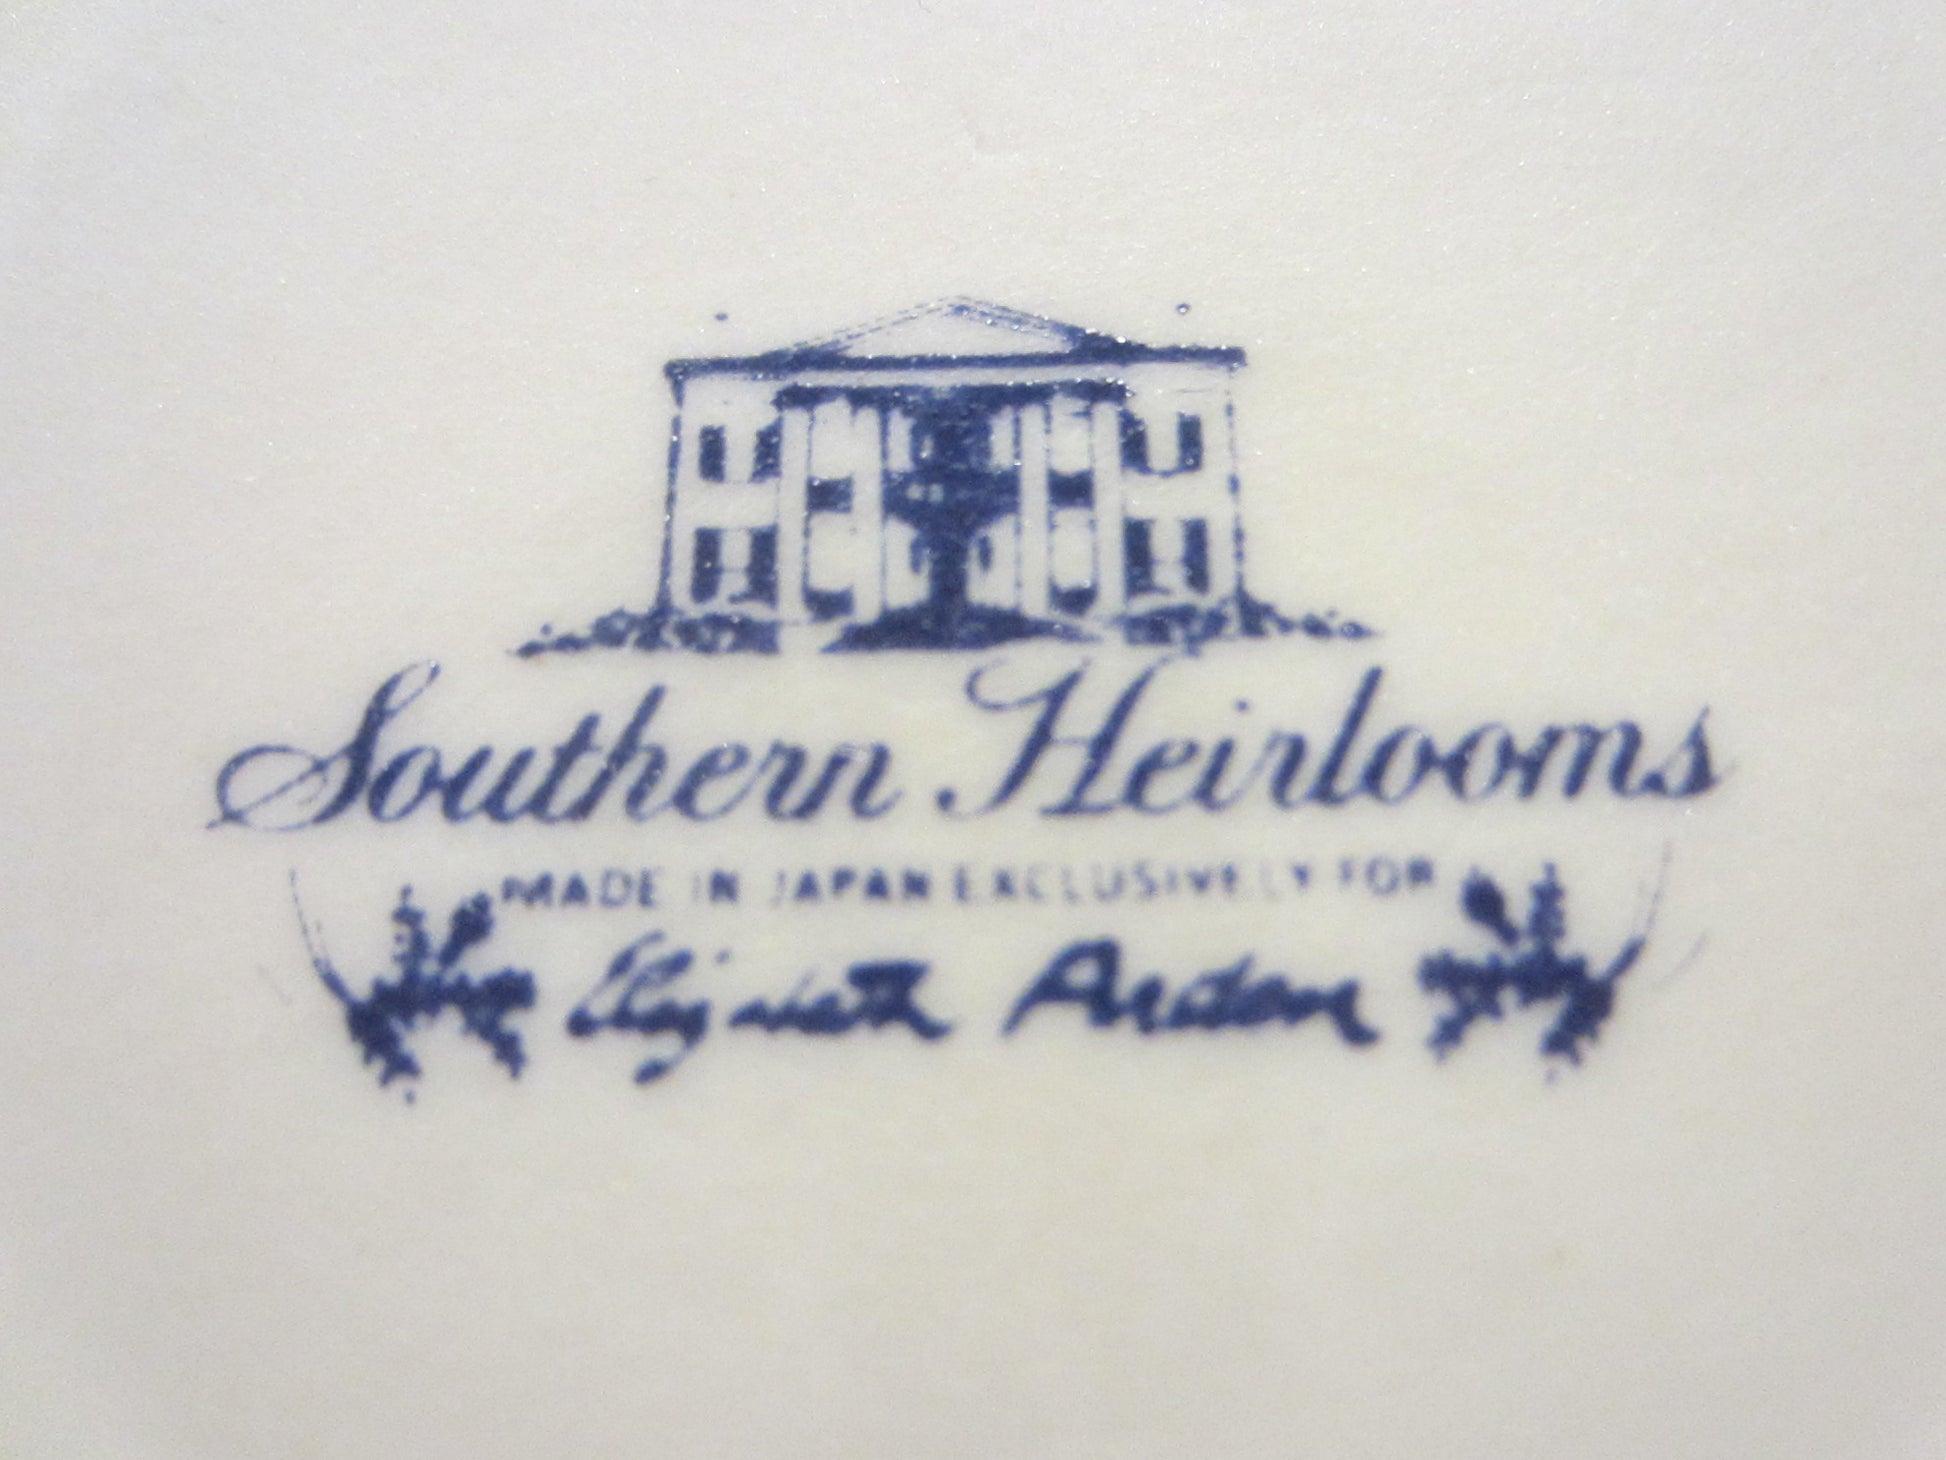 Southern Heirlooms
MADE IN JAPAN EXCLUSIVELY FOR
Elizabeth Arden